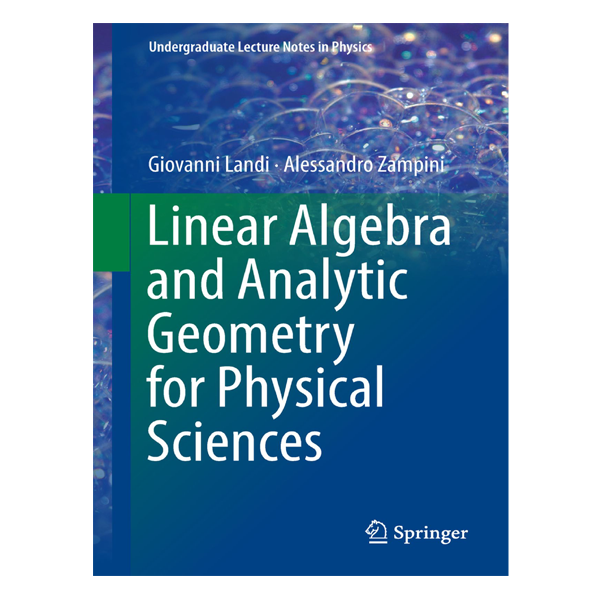 Undergraduate Lecture Notes in Physics
Giovanni Landi · Alessandro Zampini
Linear Algebra
and Analytic
Geometry
for Physical
Sciences
Springer